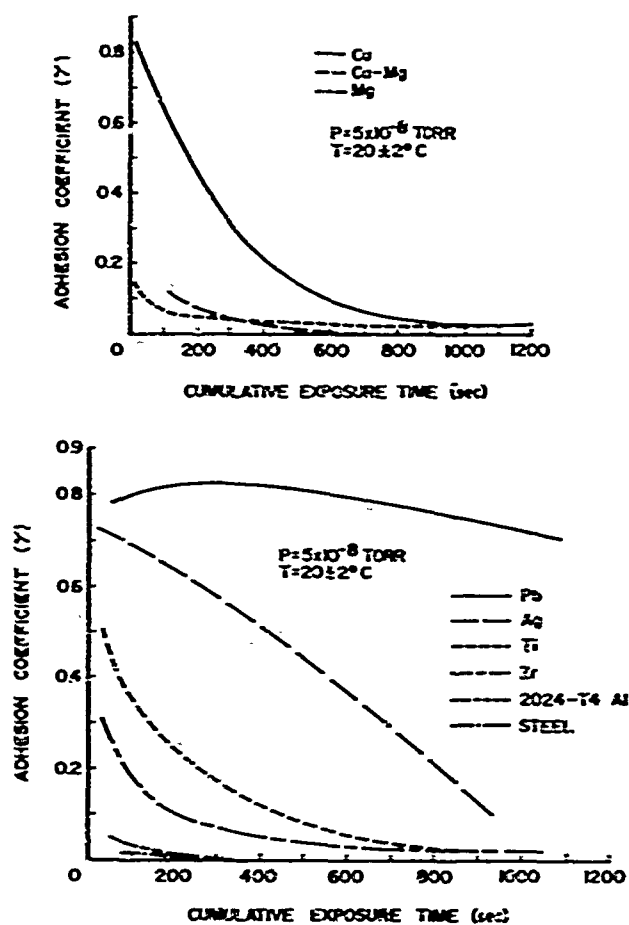 ADHESION COEFFICIENT (γ)
0.8
0.6
0.4
0.2
0
Ca
Ca-Mg
Mg
P=5x10-8 TORR
T=20±2°C
0 200 400 600 800 1000 1200
CUMULATIVE EXPOSURE TIME (sec)
ADHESION COEFFICIENT (γ)
0.9
0.8
0.6
0.4
0.2
0
P=5x10-8 TORR
T=20±2°C
Pb
Ag
Ti
Zr
2024-T4 Al
STEEL
200 400 600 800 1000 1200
CUMULATIVE EXPOSURE TIME (sec)